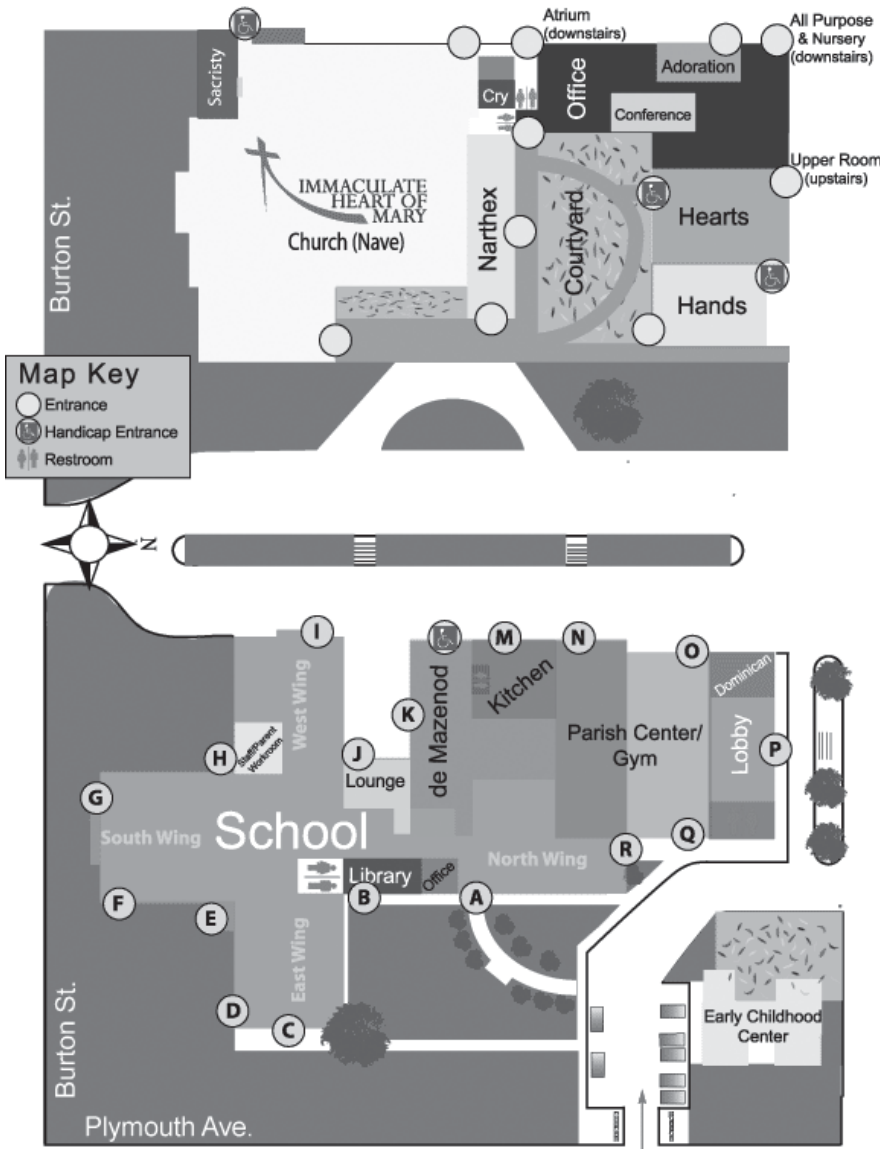 Atrium
(downstairs)
All Purpose
& Nursery
(downstairs)
Sacristy
Cry
Office
Adoration
Conference
Upper Room
(upstairs)
IMMACULATE
HEART OF
MARY
Church (Nave)
Narthex
Courtyard
Hearts
Hands
Burton St.
Map Key
Entrance
Handicap Entrance
Restroom
N
I
M
N
O
West Wing
de Mazenod
Kitchen
Dominican
K
H
Staff/Parent
Workroom
J
Lounge
Parish Center/
Gym
Lobby
P
G
South Wing
School
North Wing
R
Q
Library
Office
F
E
B
A
East Wing
D
C
Burton St.
Early Childhood
Center
Plymouth Ave.